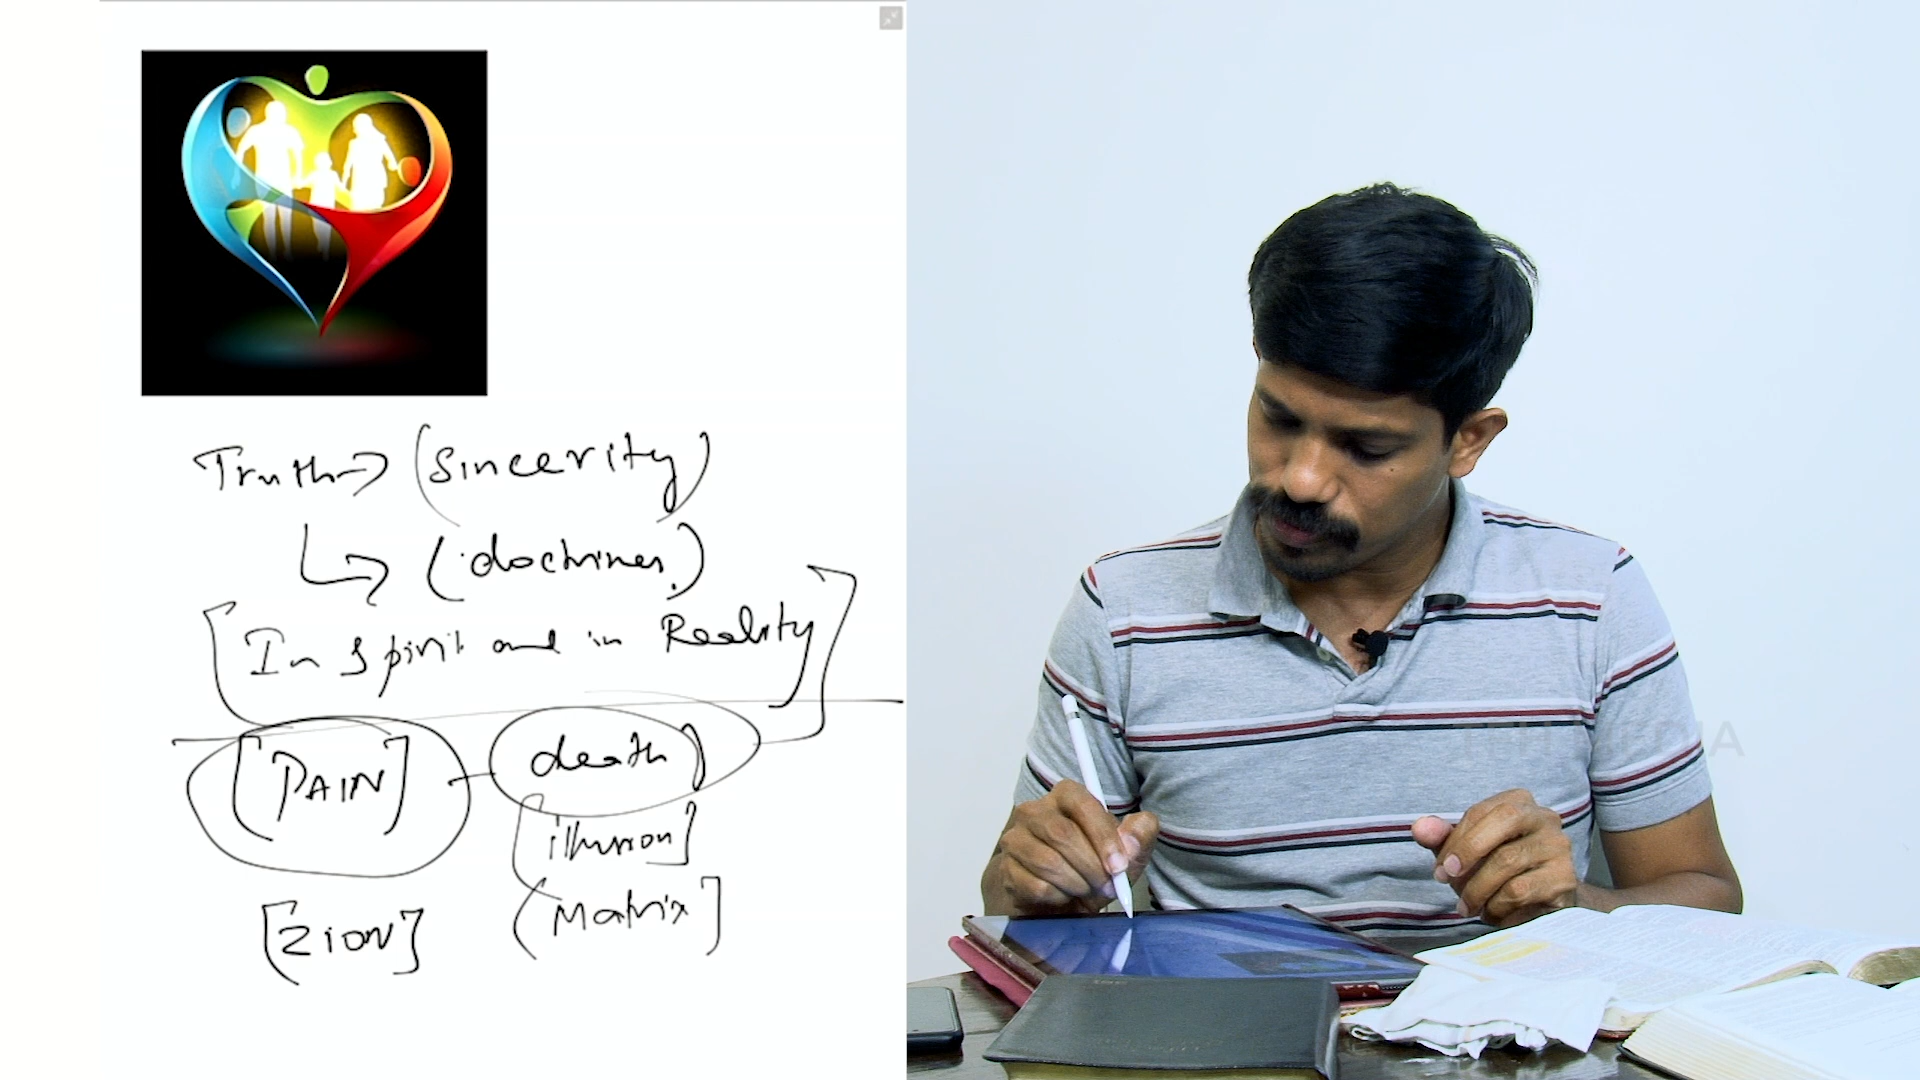 Truth → (sincerity)
↳ (doctrines.)
[In spirit and in Reality]
[PAIN] - death)
[illusion]
[ZION] (Matrix]